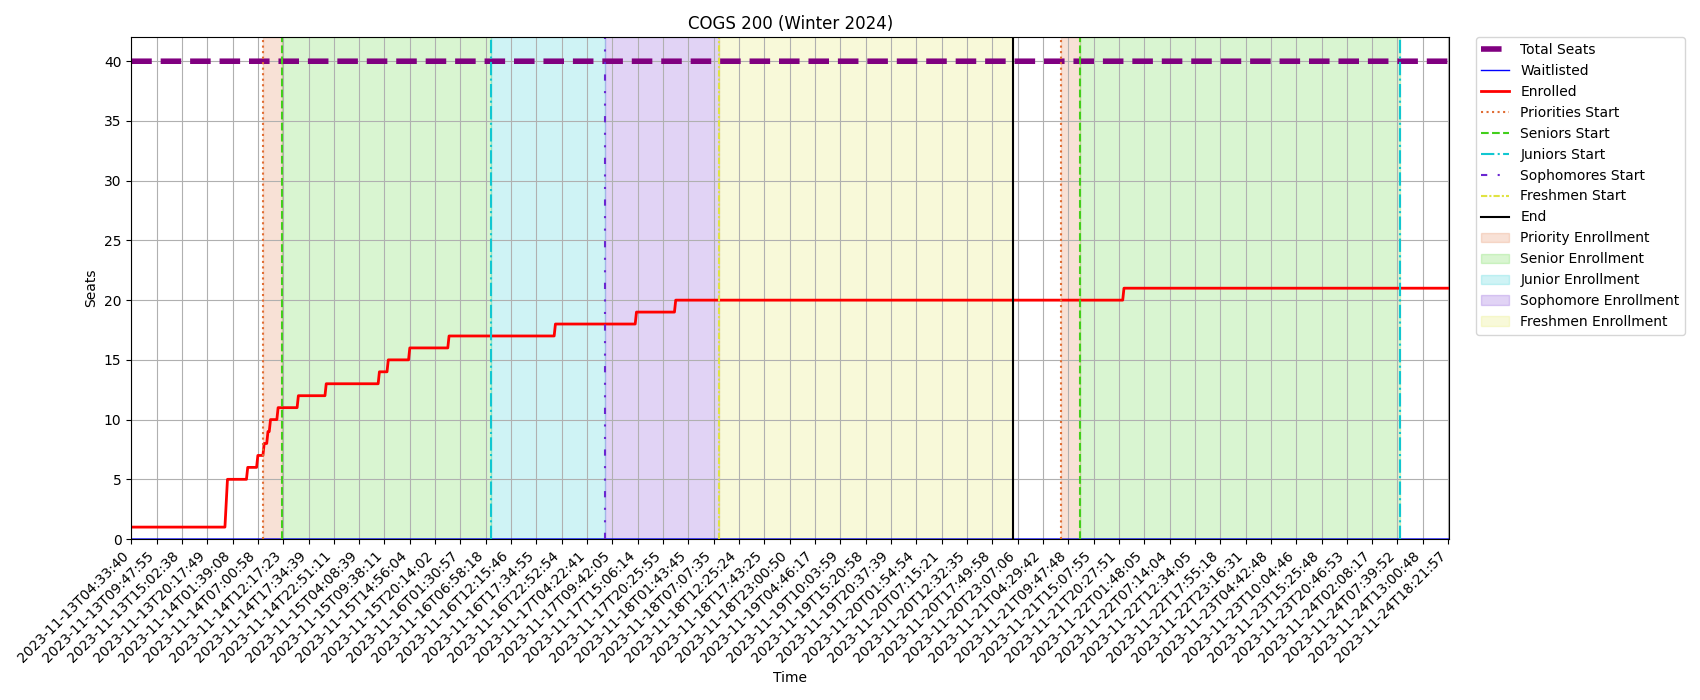 COGS 200 (Winter 2024)
Seats
40
35
30
25
20
15
10
5
0
2023-11-13T04:33:40
2023-11-13T09:47:55
2023-11-13T15:02:38
2023-11-13T20:17:49
2023-11-14T01:39:08
2023-11-14T07:00:58
2023-11-14T12:17:23
2023-11-14T17:34:39
2023-11-14T22:51:11
2023-11-15T04:08:39
2023-11-15T09:38:11
2023-11-15T14:56:04
2023-11-15T20:14:02
2023-11-16T01:30:57
2023-11-16T06:58:18
2023-11-16T12:15:46
2023-11-16T17:34:55
2023-11-16T22:52:54
2023-11-17T04:22:41
2023-11-17T09:42:05
2023-11-17T15:06:14
2023-11-17T20:25:55
2023-11-18T01:43:45
2023-11-18T07:07:35
2023-11-18T12:25:24
2023-11-18T17:43:25
2023-11-18T23:00:50
2023-11-19T04:46:17
2023-11-19T10:03:59
2023-11-19T15:20:58
2023-11-19T20:37:39
2023-11-20T01:54:54
2023-11-20T07:15:21
2023-11-20T12:32:35
2023-11-20T17:49:58
2023-11-20T23:07:06
2023-11-21T04:29:42
2023-11-21T09:47:48
2023-11-21T15:07:55
2023-11-21T20:27:51
2023-11-22T01:48:05
2023-11-22T07:14:04
2023-11-22T12:34:05
2023-11-22T17:55:18
2023-11-22T23:16:31
2023-11-23T04:42:48
2023-11-23T10:04:46
2023-11-23T15:25:48
2023-11-23T20:46:53
2023-11-24T02:08:17
2023-11-24T07:39:52
2023-11-24T13:00:48
2023-11-24T18:21:57
Time
Total Seats
Waitlisted
Enrolled
Priorities Start
Seniors Start
Juniors Start
Sophomores Start
Freshmen Start
End
Priority Enrollment
Senior Enrollment
Junior Enrollment
Sophomore Enrollment
Freshmen Enrollment